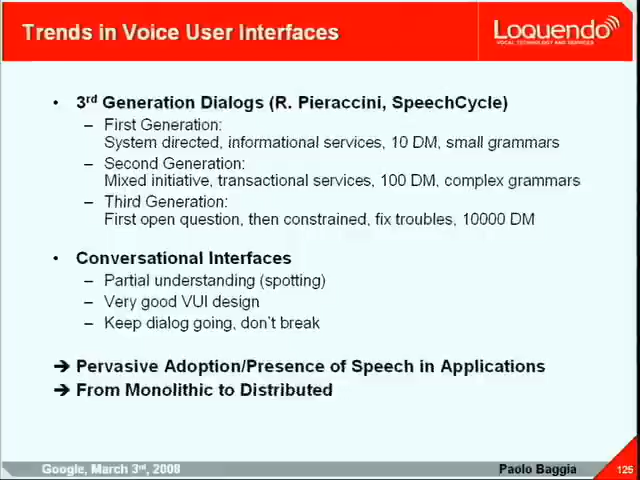 Trends in Voice User Interfaces
Loquendo
VOCAL TECHNOLOGY AND SERVICES
• 3rd Generation Dialogs (R. Pieraccini, SpeechCycle)
– First Generation:
System directed, informational services, 10 DM, small grammars
– Second Generation:
Mixed initiative, transactional services, 100 DM, complex grammars
– Third Generation:
First open question, then constrained, fix troubles, 10000 DM
• Conversational Interfaces
– Partial understanding (spotting)
– Very good VUI design
– Keep dialog going, don't break
➔ Pervasive Adoption/Presence of Speech in Applications
➔ From Monolithic to Distributed
Google, March 3rd, 2008
Paolo Baggia
125